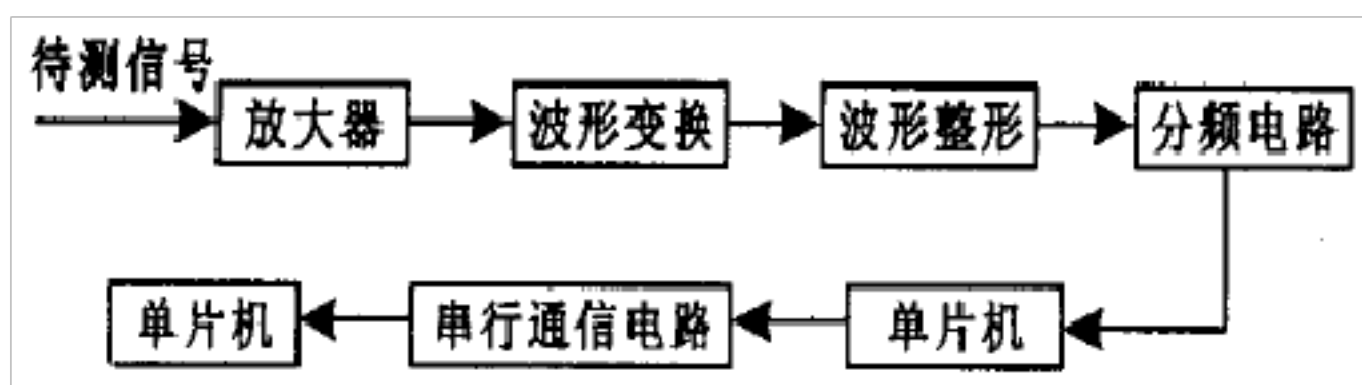 待测信号
放大器
波形变换
波形整形
分频电路
单片机
串行通信电路
单片机